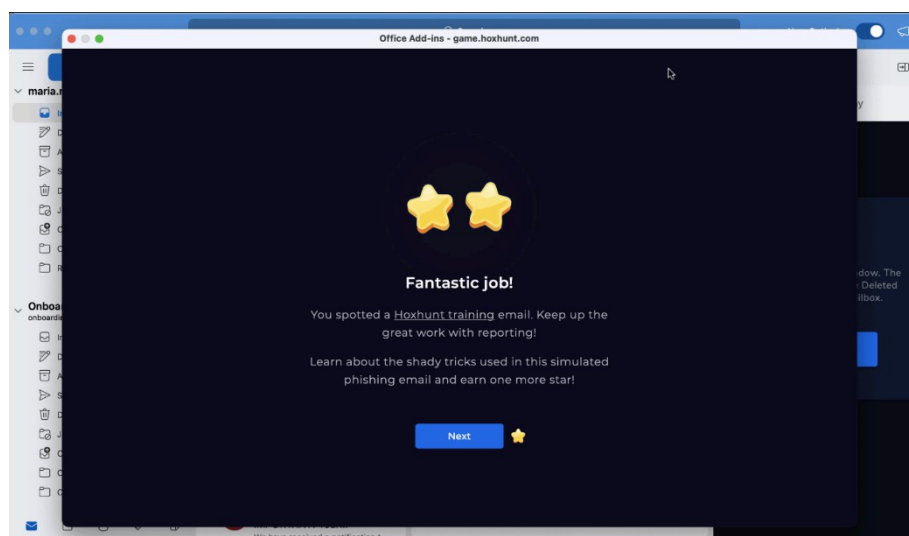 Office Add-ins - game.hoxhunt.com
maria.r
y
Fantastic job!
You spotted a Hoxhunt training email. Keep up the
great work with reporting!
Learn about the shady tricks used in this simulated
phishing email and earn one more star!
Next
dow. The
Deleted
ilbox.
Onboa
onboardi